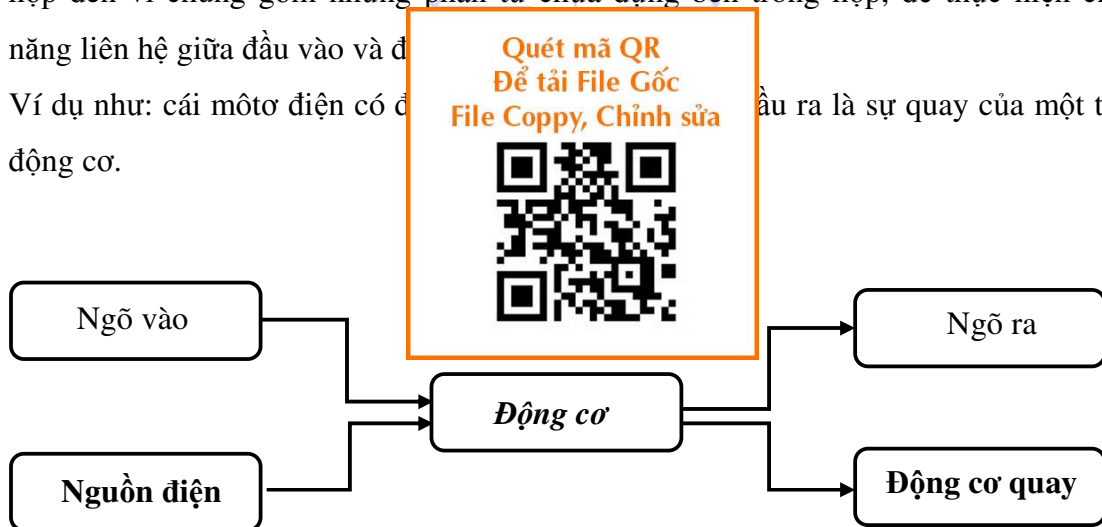 năng liên hệ giữa đầu vào và
Quét mã QR
Để tải File Gốc
File Coppy, Chỉnh sửa
Ví dụ như: cái môtơ điện có
ra là sự quay của một
động cơ.
Ngõ vào
Ngõ ra
Động cơ
Nguồn điện
Động cơ quay